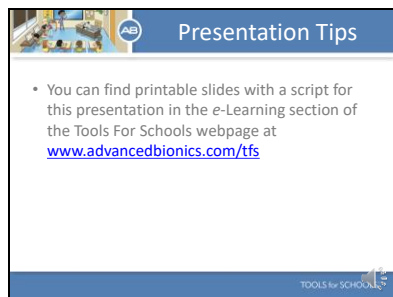 AB
Presentation Tips
• You can find printable slides with a script for
this presentation in the e-Learning section of
the Tools For Schools webpage at
www.advancedbionics.com/tfs
TOOLS for SCHOOLS